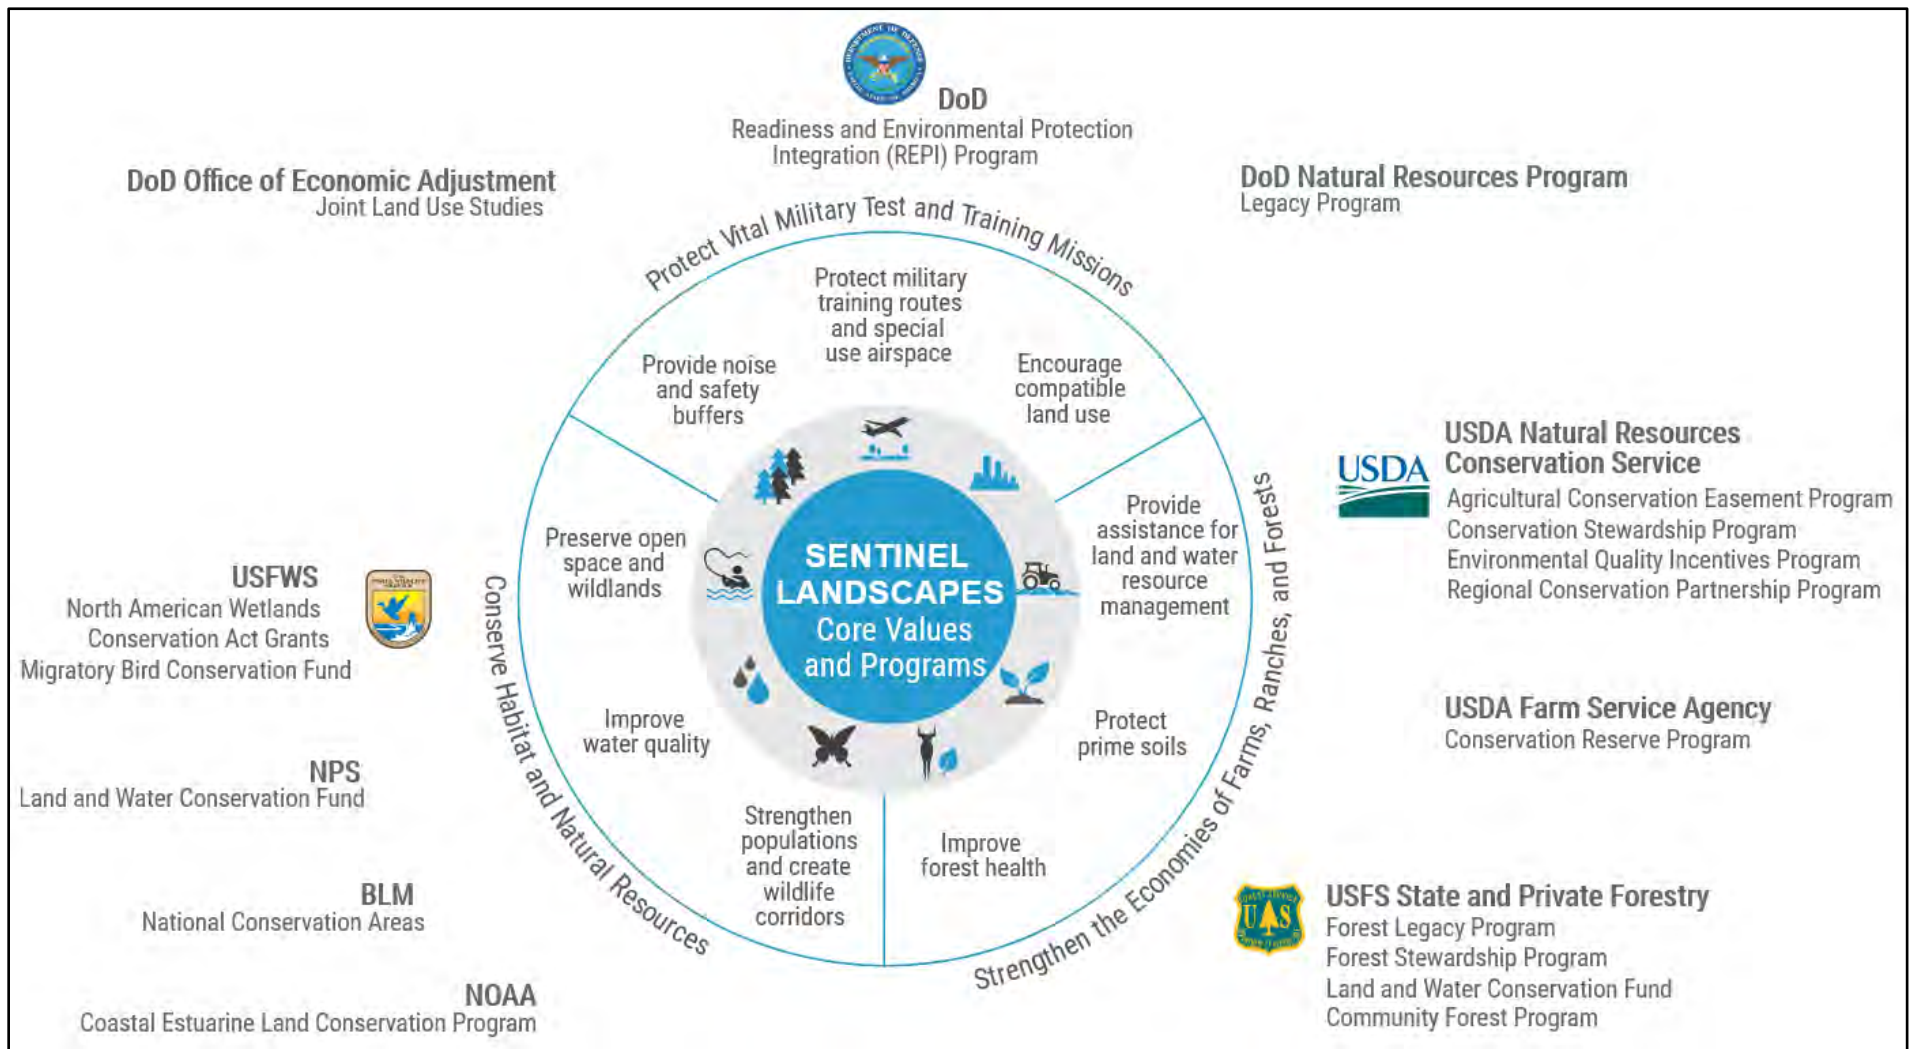 DoD
Readiness and Environmental Protection
Integration (REPI) Program
DoD Office of Economic Adjustment
Joint Land Use Studies
DoD Natural Resources Program
Legacy Program
Protect Vital Military Test and Training Missions
Protect military
training routes
and special
use airspace
Provide noise
and safety
buffers
Encourage
compatible
land use
USDA
USDA Natural Resources
Conservation Service
Agricultural Conservation Easement Program
Conservation Stewardship Program
Environmental Quality Incentives Program
Regional Conservation Partnership Program
Strengthen the Economies of Farms, Ranches, and Forests
Provide
assistance for
land and water
resource
management
Protect
prime soils
Improve
forest health
SENTINEL
LANDSCAPES
Core Values
and Programs
Preserve open
space and
wildlands
Improve
water quality
Strengthen
populations
and create
wildlife
corridors
Conserve Habitat and Natural Resources
USFWS
North American Wetlands
Conservation Act Grants
Migratory Bird Conservation Fund
NPS
Land and Water Conservation Fund
BLM
National Conservation Areas
NOAA
Coastal Estuarine Land Conservation Program
USDA Farm Service Agency
Conservation Reserve Program
U S
USFS State and Private Forestry
Forest Legacy Program
Forest Stewardship Program
Land and Water Conservation Fund
Community Forest Program